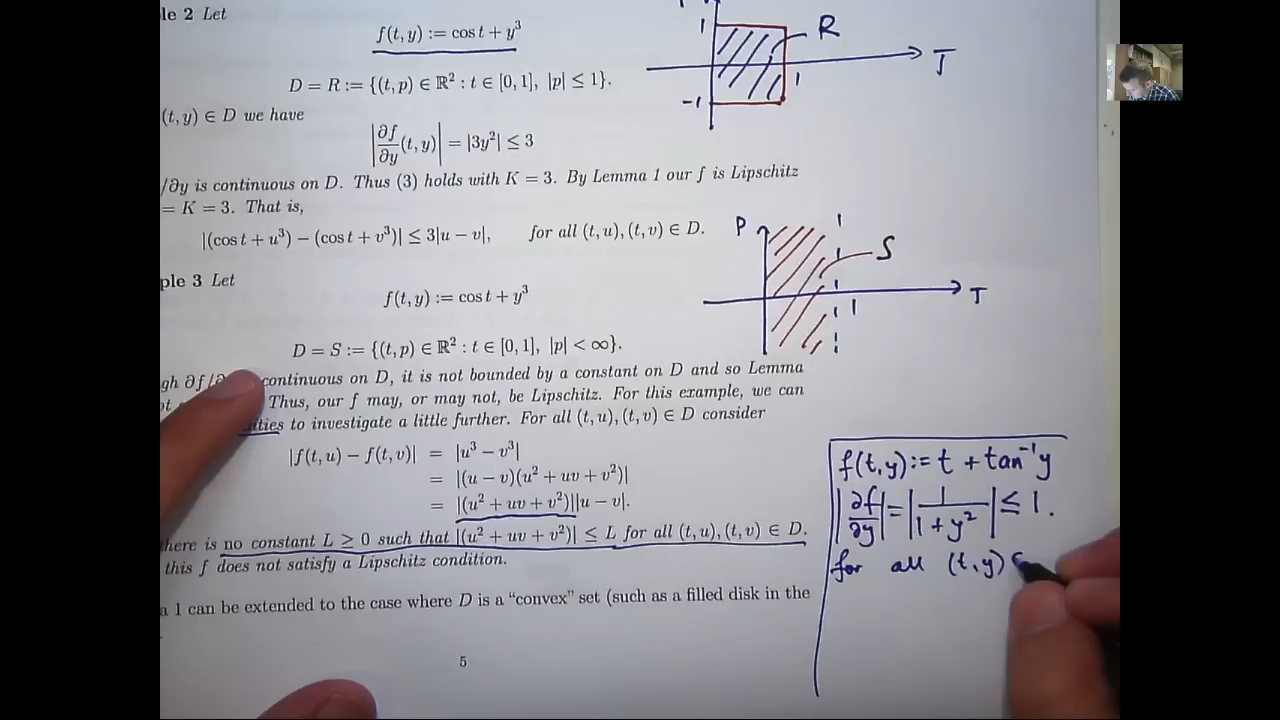 le 2 Let
f(t, y) := cos t + y³
D = R := {(t, p) ∈ ℝ² : t ∈ [0, 1], |p| ≤ 1}.
(t, y) ∈ D we have
|∂f/∂y (t, y)| = |3y²| ≤ 3
/∂y is continuous on D. Thus (3) holds with K = 3. By Lemma 1 our f is Lipschitz
= K = 3. That is,
|(cos t + u³) − (cos t + v³)| ≤ 3|u − v|, for all (t, u), (t, v) ∈ D.
ple 3 Let
f(t, y) := cos t + y³
D = S := {(t, p) ∈ ℝ² : t ∈ [0, 1], |p| < ∞}.
gh ∂f/∂ continuous on D, it is not bounded by a constant on D and so Lemma
Thus, our f may, or may not, be Lipschitz. For this example, we can
lities to investigate a little further. For all (t, u), (t, v) ∈ D consider
|f(t, u) − f(t, v)| = |u³ − v³|
= |(u − v)(u² + uv + v²)|
= |(u² + uv + v²)||u − v|.
here is no constant L ≥ 0 such that |(u² + uv + v²)| ≤ L for all (t, u), (t, v) ∈ D.
this f does not satisfy a Lipschitz condition.
a 1 can be extended to the case where D is a “convex” set (such as a filled disk in the
5
1
R
T
1
-1
P
S
T
1
f(t,y) := t + tan⁻¹y
|∂f/∂y| = |1/(1+y²)| ≤ 1.
for all (t,y)